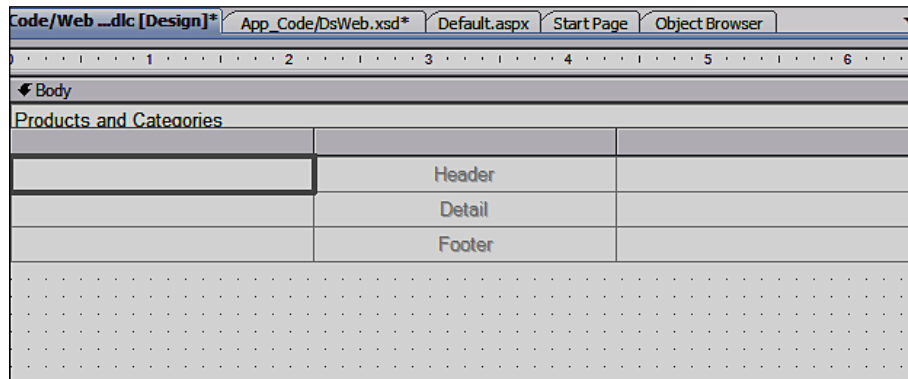 Code/Web ...dlc [Design]* App_Code/DsWeb.xsd* Default.aspx Start Page Object Browser
1 2 3 4 5 6
Body
Products and Categories
Header
Detail
Footer